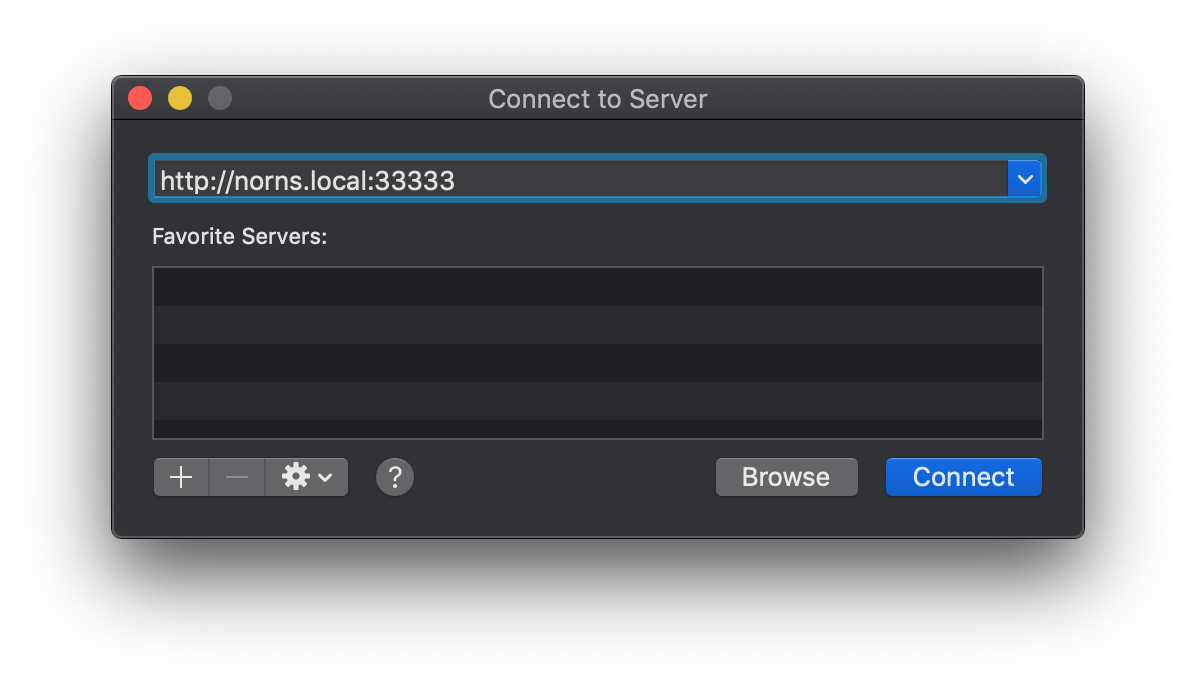 Connect to Server
http://norns.local:33333
Favorite Servers:
?
Browse
Connect